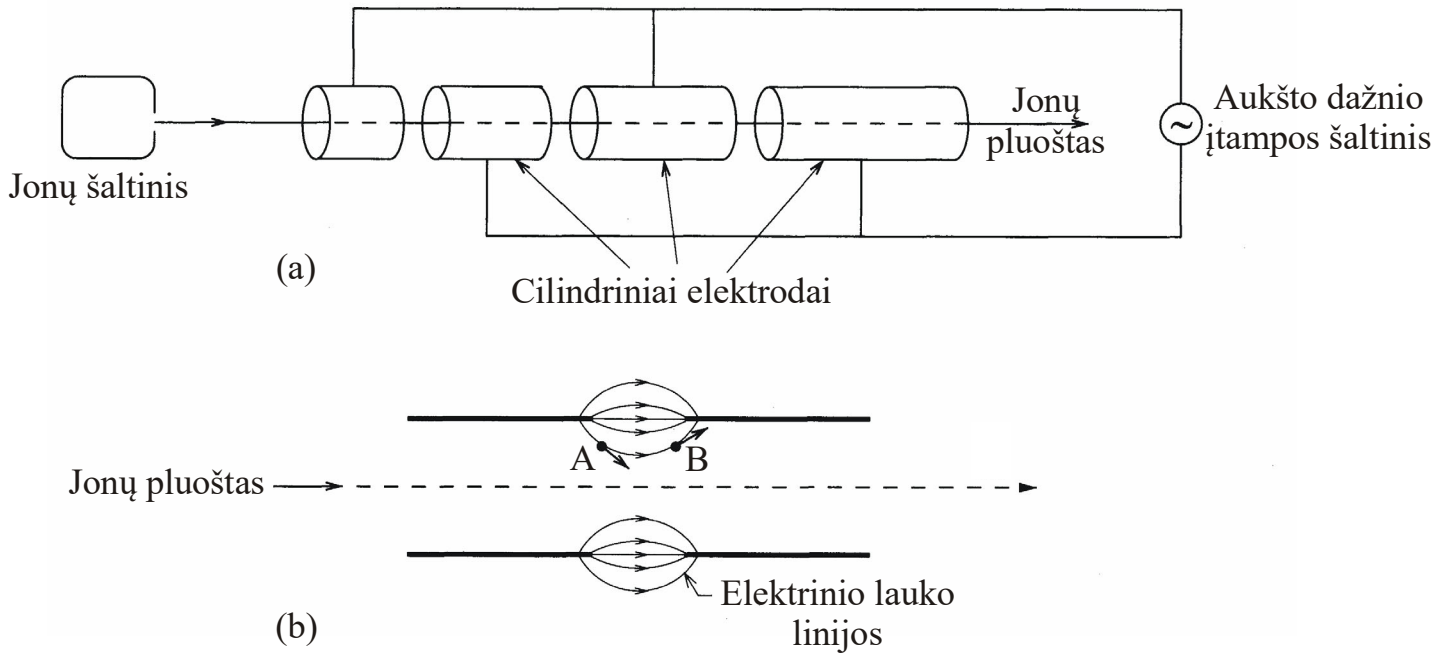 Jonų šaltinis
Jonų
pluoštas
Aukšto dažnio
įtampos šaltinis
~
(a)
Cilindriniai elektrodai
A
B
Jonų pluoštas
Elektrinio lauko
linijos
(b)